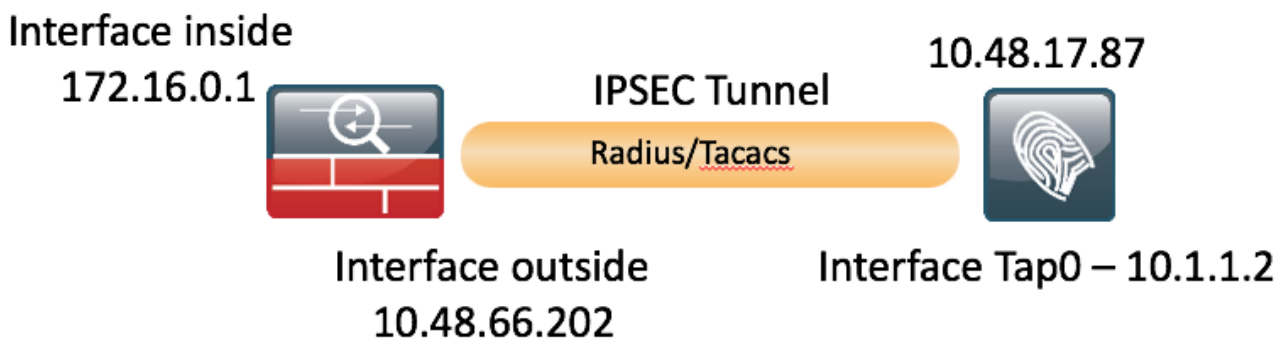 Interface inside
172.16.0.1
10.48.17.87
IPSEC Tunnel
Radius/Tacacs
Interface outside
10.48.66.202
Interface Tap0 – 10.1.1.2